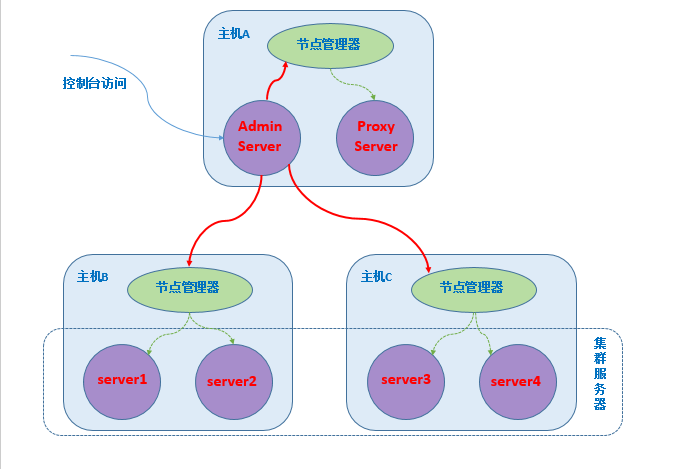 主机A
节点管理器
控制台访问
Admin
Server
Proxy
Server
主机B
节点管理器
主机C
节点管理器
server1
server2
server3
server4
集
群
服
务
器